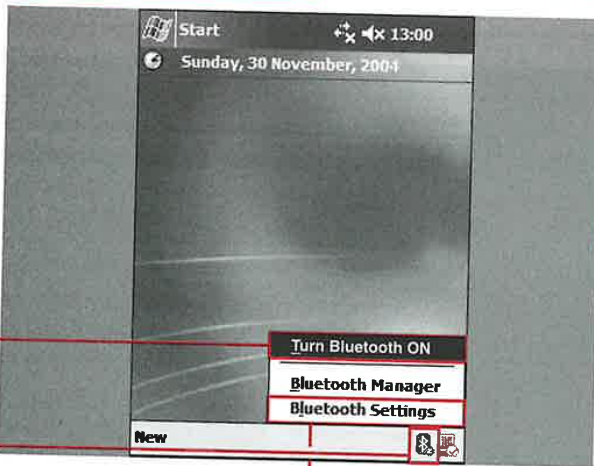 Start 13:00
Sunday, 30 November, 2004
Turn Bluetooth ON
Bluetooth Manager
Bluetooth Settings
New